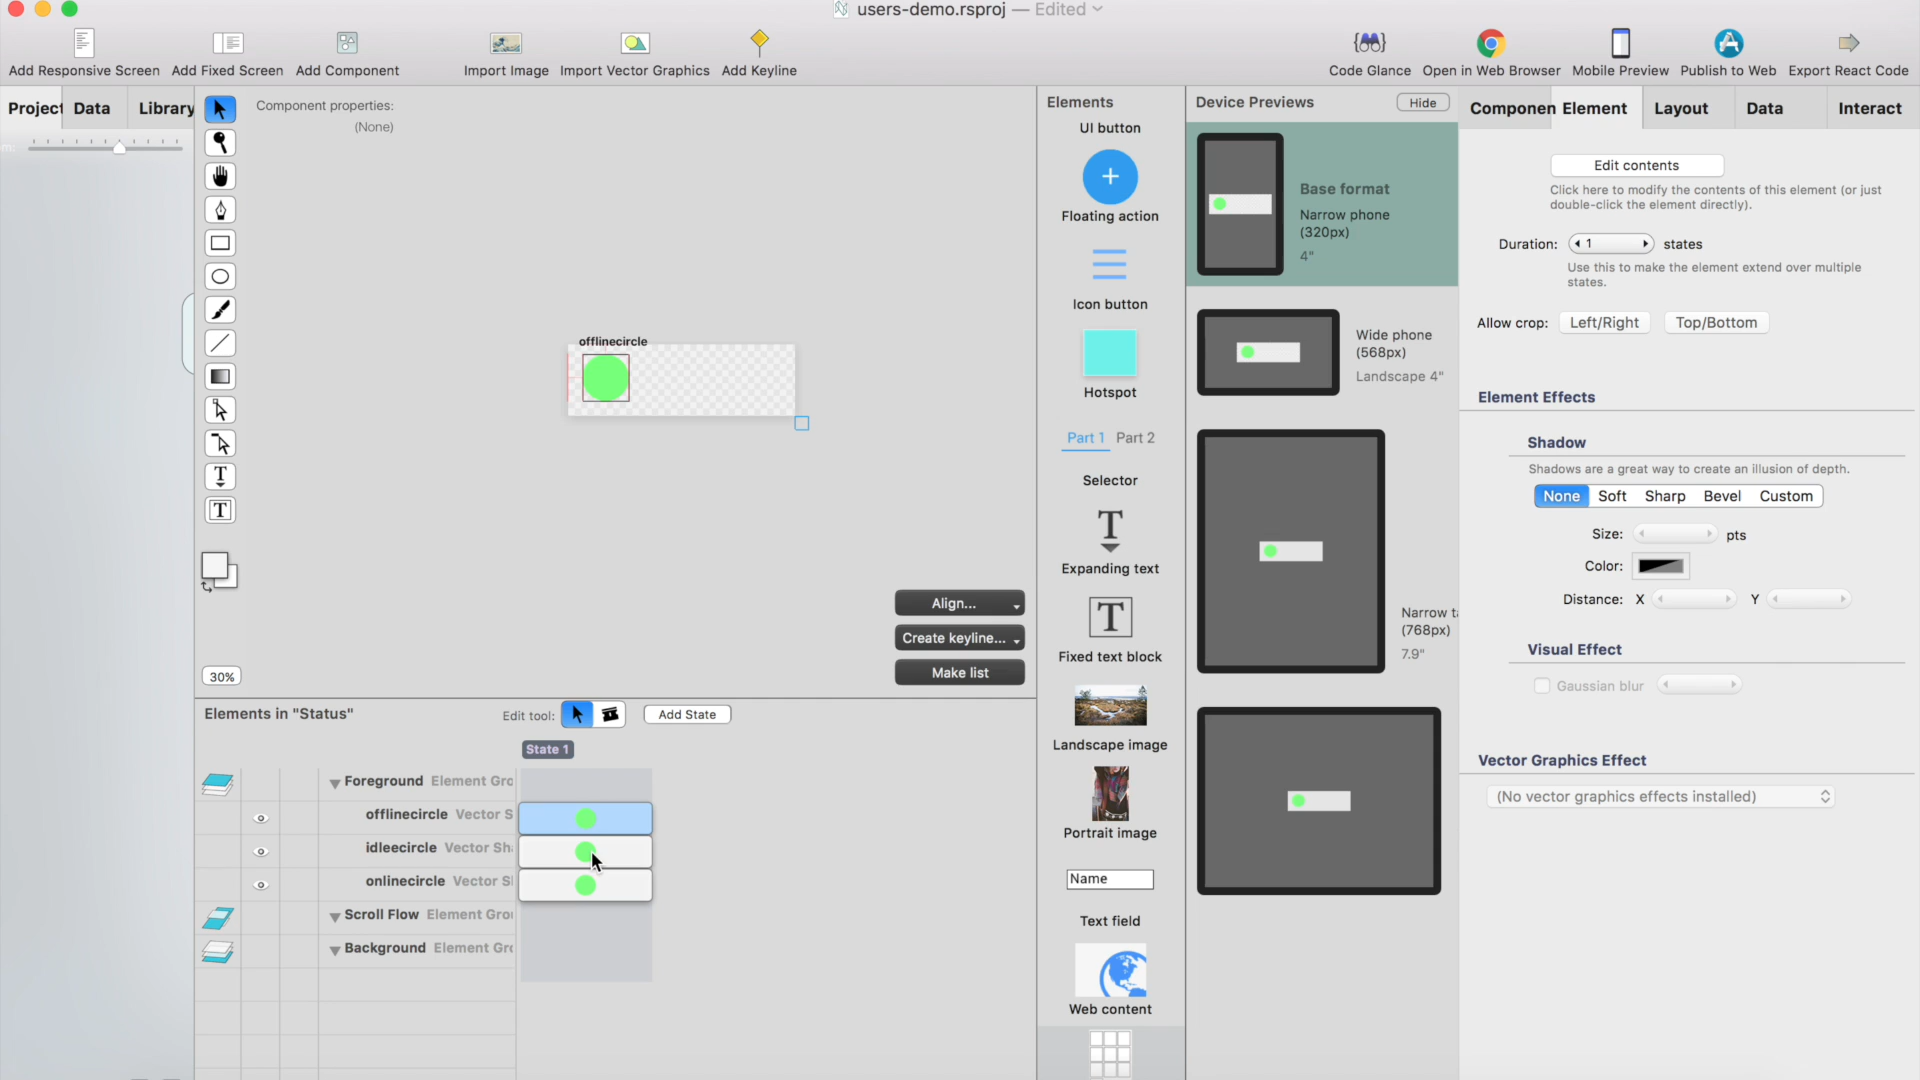 users-demo.rsproj — Edited
Add Responsive Screen
Add Fixed Screen
Add Component
Import Image
Import Vector Graphics
Add Keyline
Code Glance
Open in Web Browser
Mobile Preview
Publish to Web
Export React Code
Project
Data
Library
Component properties:
(None)
offlinecircle
Align...
Create keyline...
Make list
30%
Elements in "Status"
Edit tool:
Add State
State 1
Foreground Element Gro
offlinecircle Vector S
idleecircle Vector Sh
onlinecircle Vector S
Scroll Flow Element Grou
Background Element Gro
Elements
UI button
Floating action
Icon button
Hotspot
Part 1 Part 2
Selector
T
Expanding text
T
Fixed text block
Landscape image
Portrait image
Name
Text field
Web content
Device Previews
Hide
Base format
Narrow phone
(320px)
4"
Wide phone
(568px)
Landscape 4"
Narrow ta
(768px)
7.9"
Componen
Element
Layout
Data
Interact
Edit contents
Click here to modify the contents of this element (or just
double-click the element directly).
Duration: 1 states
Use this to make the element extend over multiple
states.
Allow crop: Left/Right Top/Bottom
Element Effects
Shadow
Shadows are a great way to create an illusion of depth.
None Soft Sharp Bevel Custom
Size: pts
Color:
Distance: X Y
Visual Effect
Gaussian blur
Vector Graphics Effect
(No vector graphics effects installed)